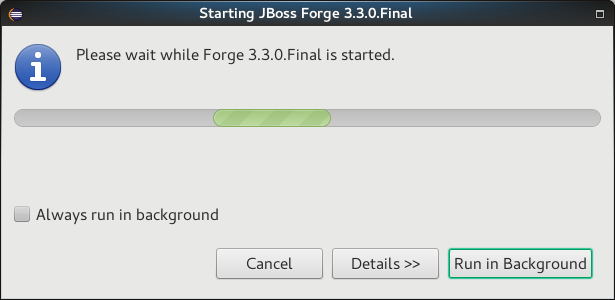 Starting JBoss Forge 3.3.0.Final
Please wait while Forge 3.3.0.Final is started.
Always run in background
Cancel
Details >>
Run in Background